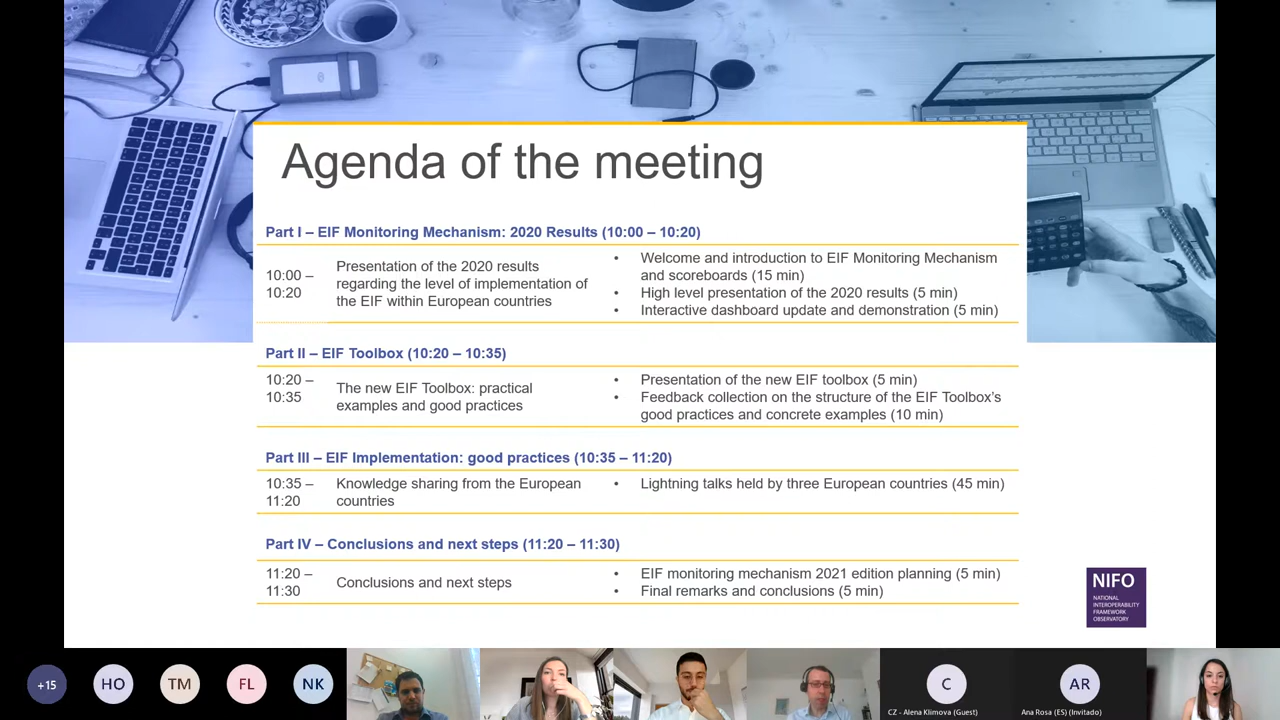 Agenda of the meeting
Part I – EIF Monitoring Mechanism: 2020 Results (10:00 – 10:20)
10:00 –
10:20
Presentation of the 2020 results
regarding the level of implementation of
the EIF within European countries
• Welcome and introduction to EIF Monitoring Mechanism
and scoreboards (15 min)
• High level presentation of the 2020 results (5 min)
• Interactive dashboard update and demonstration (5 min)
Part II – EIF Toolbox (10:20 – 10:35)
10:20 –
10:35
The new EIF Toolbox: practical
examples and good practices
• Presentation of the new EIF toolbox (5 min)
• Feedback collection on the structure of the EIF Toolbox's
good practices and concrete examples (10 min)
Part III – EIF Implementation: good practices (10:35 – 11:20)
10:35 –
11:20
Knowledge sharing from the European
countries
• Lightning talks held by three European countries (45 min)
Part IV – Conclusions and next steps (11:20 – 11:30)
11:20 –
11:30
Conclusions and next steps
• EIF monitoring mechanism 2021 edition planning (5 min)
• Final remarks and conclusions (5 min)
NIFO
NATIONAL
INTEROPERABILITY
FRAMEWORK
OBSERVATORY
+15
HO
TM
FL
NK
C
CZ - Alena Klimova (Guest)
AR
Ana Rosa (ES) (Invitado)